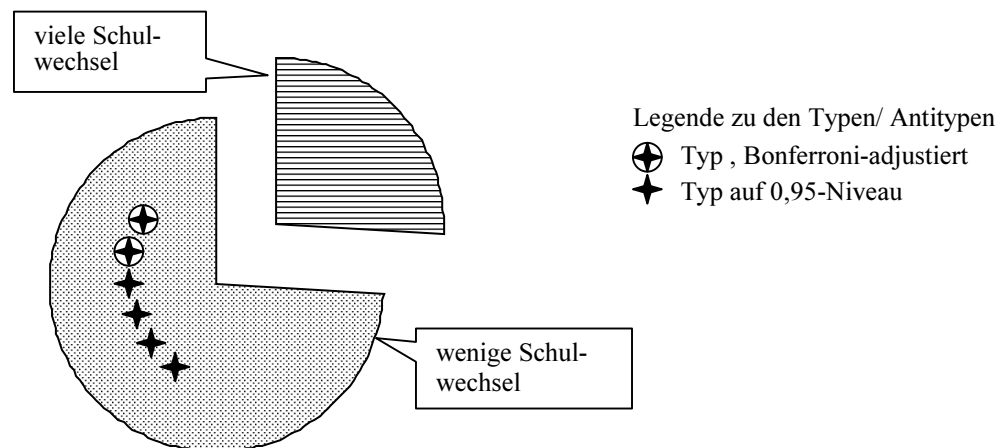 viele Schul-
wechsel
Legende zu den Typen/ Antitypen
Typ , Bonferroni-adjustiert
Typ auf 0,95-Niveau
wenige Schul-
wechsel